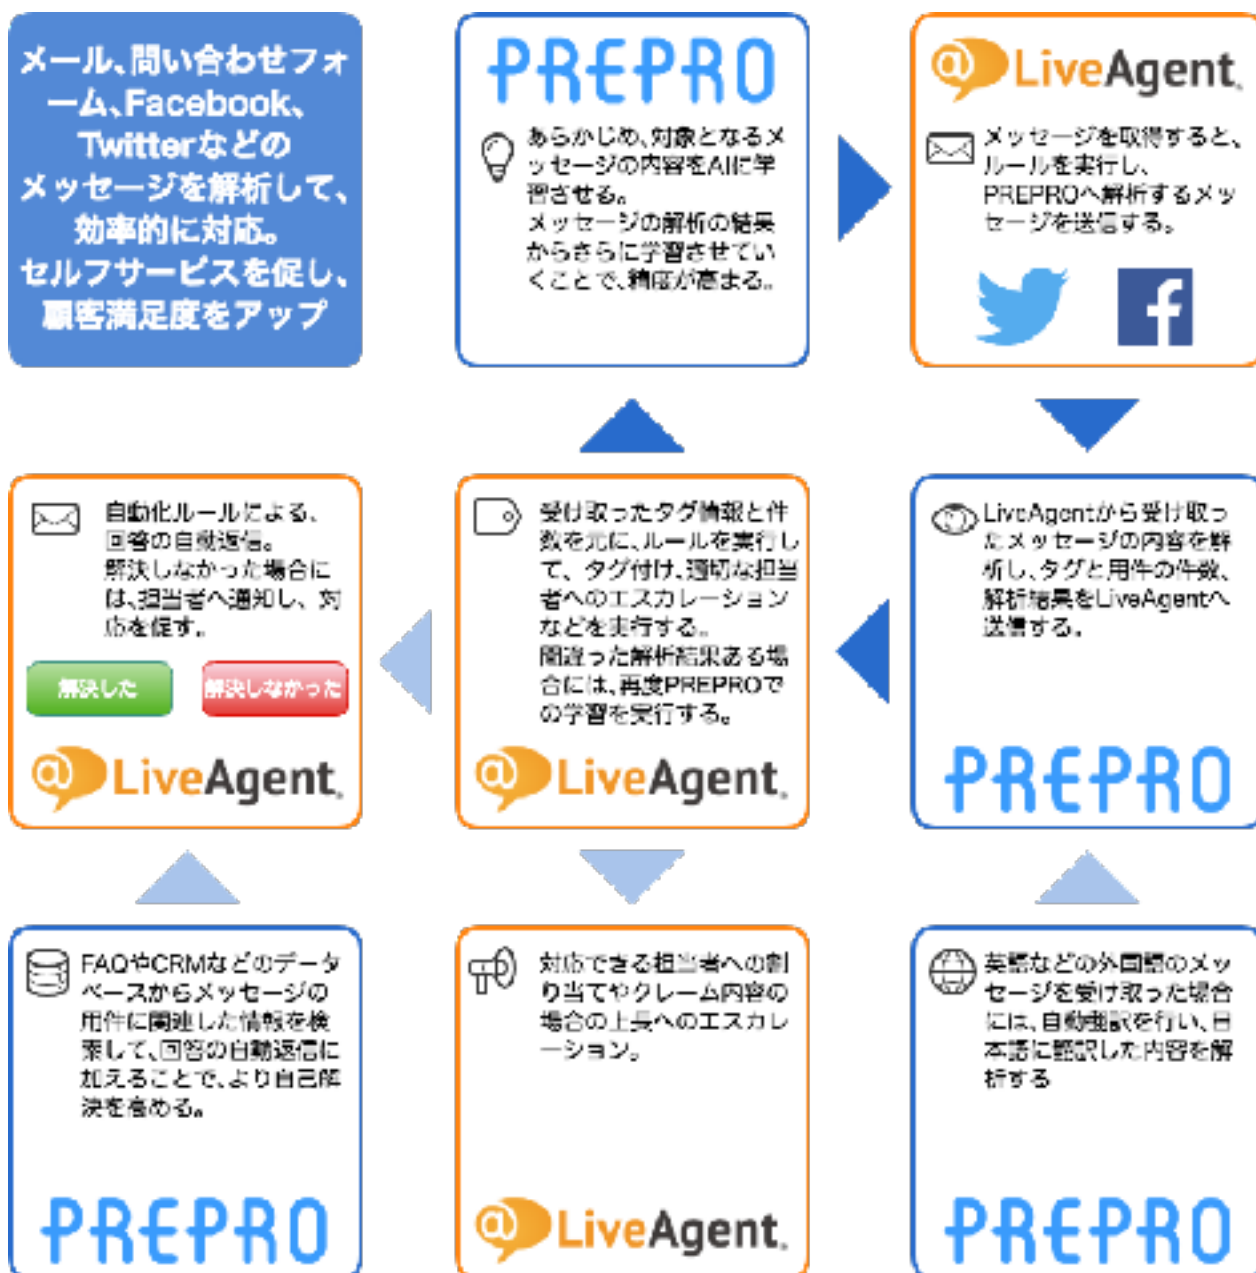 メール、問い合わせフォ
ーム、Facebook、
Twitterなどの
メッセージを解析して、
効率的に対応。
セルフサービスを促し、
顧客満足度をアップ
PREPRO
あらかじめ、対象となるメ
ッセージの内容をAIに学
習させる。
メッセージの解析の結果
からさらに学習させてい
くことで、精度が高まる。
@LiveAgent
メッセージを取得すると、
ルールを実行し、
PREPROへ解析するメッ
セージを送信する。
自動化ルールによる、
回答の自動返信。
解決しなかった場合に
は、担当者へ通知し、対
応を促す。
解決した
解決しなかった
@LiveAgent
受け取ったタグ情報と件
数を元に、ルールを実行し
て、タグ付け、適切な担当
者へのエスカレーション
などを実行する。
間違った解析結果ある場
合には、再度PREPROで
の学習を実行する。
@LiveAgent
LiveAgentから受け取っ
たメッセージの内容を解
析し、タグと用件の件数、
解析結果をLiveAgentへ
送信する。
PREPRO
FAQやCRMなどのデータ
ベースからメッセージの
用件に関連した情報を検
索して、回答の自動返信に
加えることで、より自己解
決を高める。
PREPRO
対応できる担当者への割
り当てやクレーム内容の
場合の上長へのエスカレ
ーション。
@LiveAgent
英語などの外国語のメッ
セージを受け取った場合
には、自動翻訳を行い、日
本語に翻訳した内容を解
析する
PREPRO